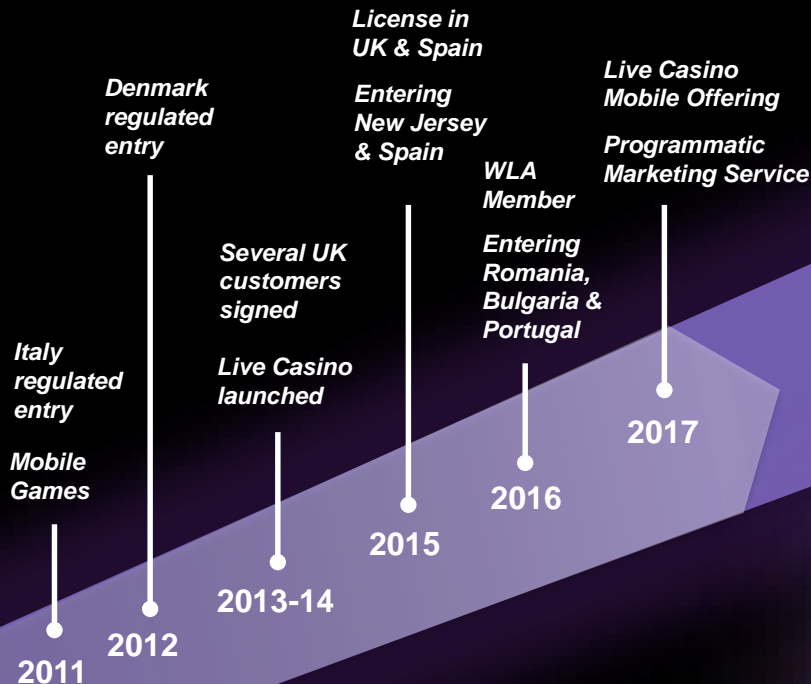 Italy
regulated
entry
Mobile
Games
2011
Denmark
regulated
entry
2012
Several UK
customers
signed
Live Casino
launched
2013-14
License in
UK & Spain
Entering
New Jersey
& Spain
2015
WLA
Member
Entering
Romania,
Bulgaria &
Portugal
2016
Live Casino
Mobile Offering
Programmatic
Marketing Service
2017